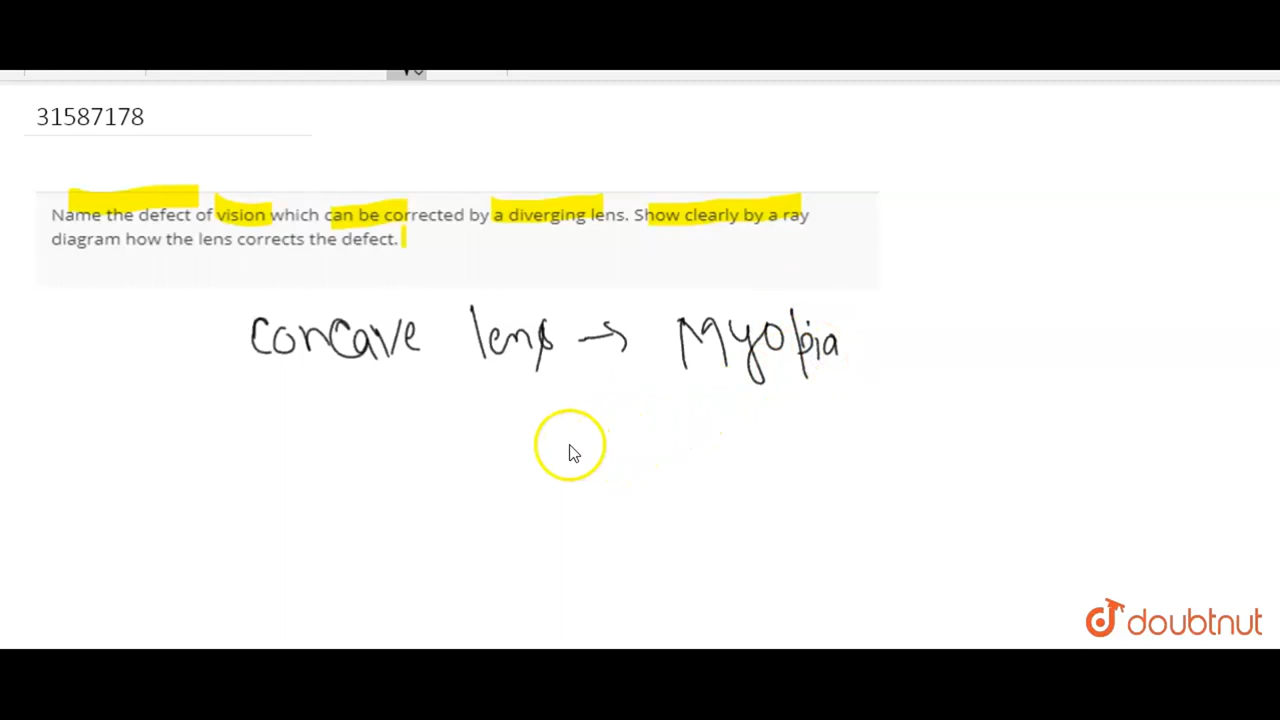 31587178
Name the defect of vision which can be corrected by a diverging lens. Show clearly by a ray
diagram how the lens corrects the defect.
concave lens → Myopia
doubtnut